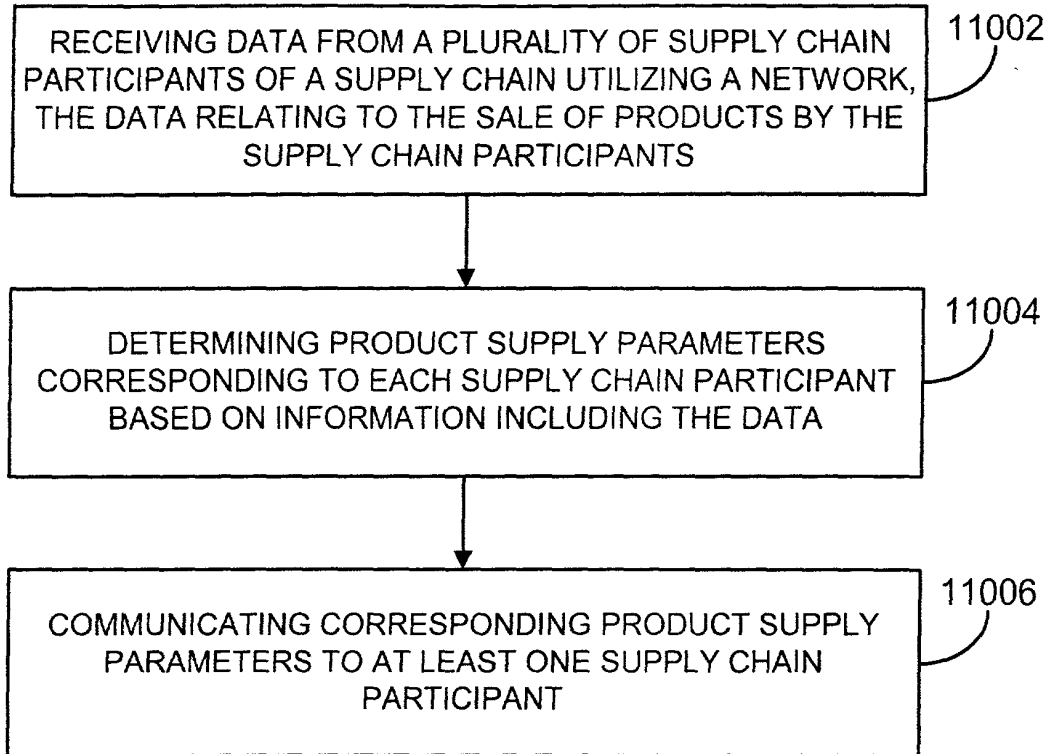 RECEIVING DATA FROM A PLURALITY OF SUPPLY CHAIN
PARTICIPANTS OF A SUPPLY CHAIN UTILIZING A NETWORK,
THE DATA RELATING TO THE SALE OF PRODUCTS BY THE
SUPPLY CHAIN PARTICIPANTS
11002
DETERMINING PRODUCT SUPPLY PARAMETERS
CORRESPONDING TO EACH SUPPLY CHAIN PARTICIPANT
BASED ON INFORMATION INCLUDING THE DATA
11004
COMMUNICATING CORRESPONDING PRODUCT SUPPLY
PARAMETERS TO AT LEAST ONE SUPPLY CHAIN
PARTICIPANT
11006